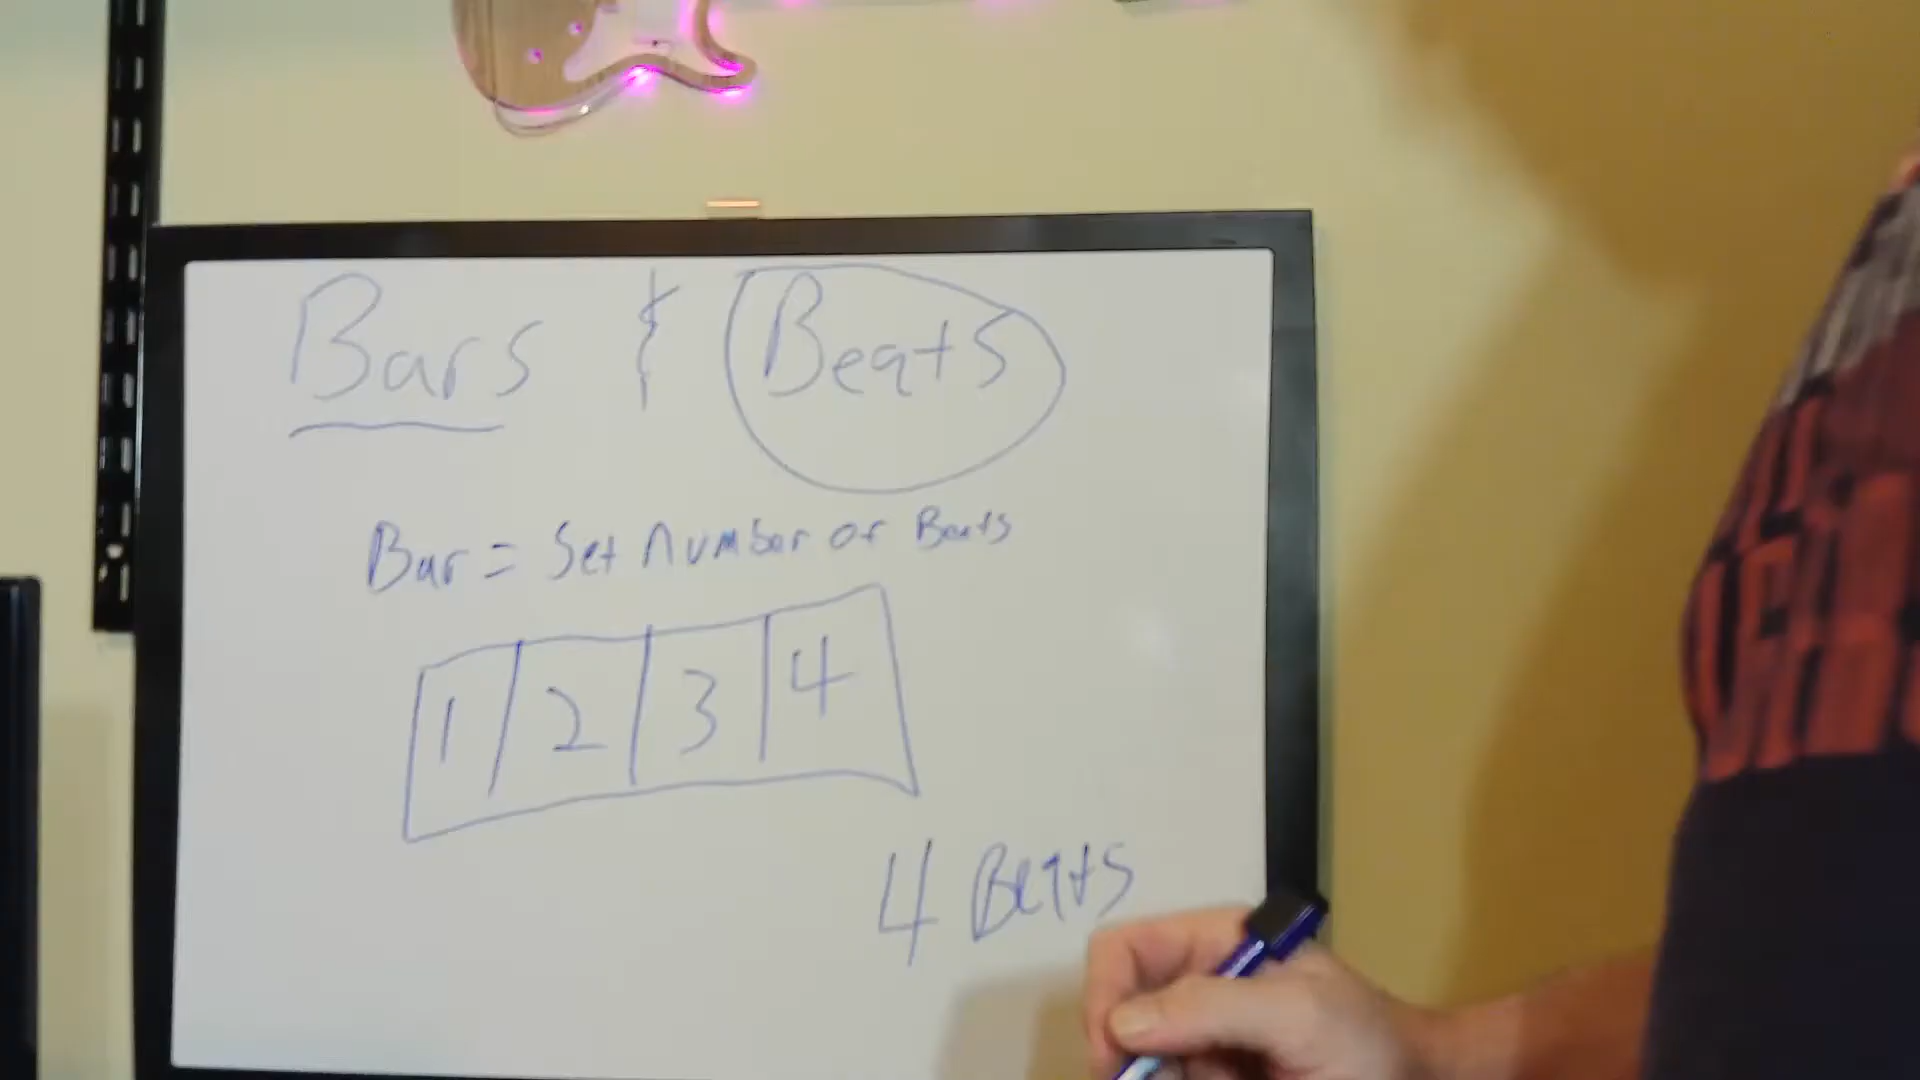 Bars & Beats
Bar = Set Number of Beats
1 2 3 4
4 Beats